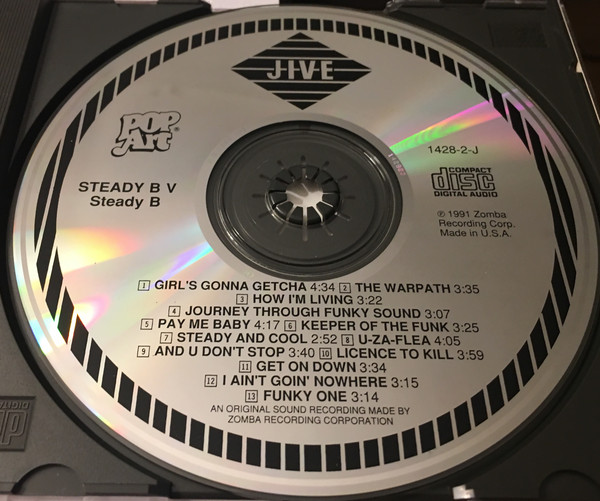 JIVE
POP
Art®
1428-2-J
STEADY B V
Steady B
COMPACT
disc
DIGITAL AUDIO
℗ 1991 Zomba
Recording Corp.
Made in U.S.A.
1 GIRL'S GONNA GETCHA 4:34 2 THE WARPATH 3:35
3 HOW I'M LIVING 3:22
4 JOURNEY THROUGH FUNKY SOUND 3:07
5 PAY ME BABY 4:17 6 KEEPER OF THE FUNK 3:25
7 STEADY AND COOL 2:52 8 U-ZA-FLEA 4:05
9 AND U DON'T STOP 3:40 10 LICENCE TO KILL 3:59
11 GET ON DOWN 3:34
12 I AIN'T GOIN' NOWHERE 3:15
13 FUNKY ONE 3:14
AN ORIGINAL SOUND RECORDING MADE BY
ZOMBA RECORDING CORPORATION